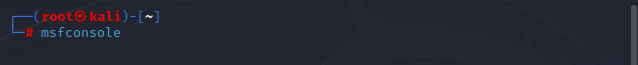 ┌──(root㉿kali)-[~]
└─# msfconsole